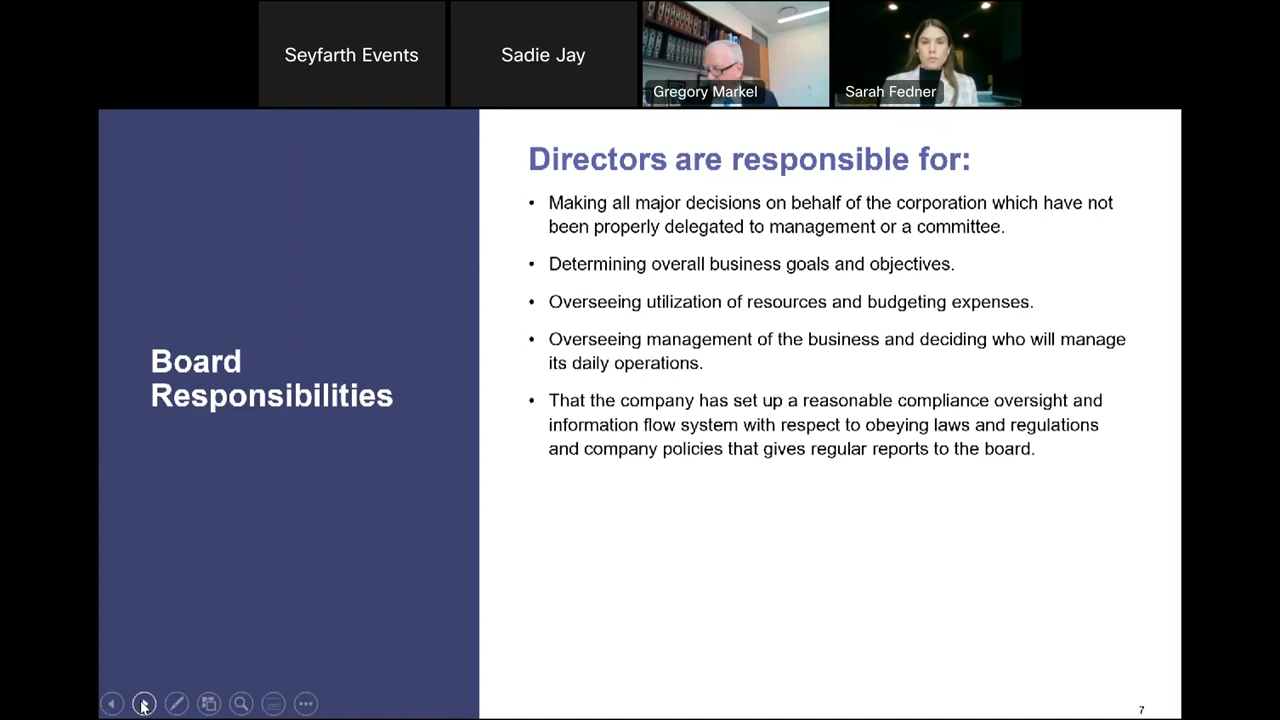 Seyfarth Events
Sadie Jay
Gregory Markel
Sarah Fedner
Board
Responsibilities
Directors are responsible for:
• Making all major decisions on behalf of the corporation which have not
been properly delegated to management or a committee.
• Determining overall business goals and objectives.
• Overseeing utilization of resources and budgeting expenses.
• Overseeing management of the business and deciding who will manage
its daily operations.
• That the company has set up a reasonable compliance oversight and
information flow system with respect to obeying laws and regulations
and company policies that gives regular reports to the board.
7